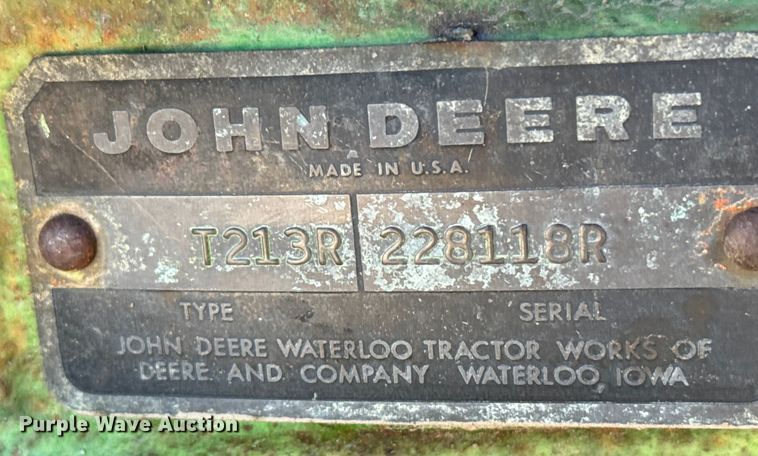 JOHN DEERE
MADE IN U.S.A.
T213R 228118R
TYPE SERIAL
JOHN DEERE WATERLOO TRACTOR WORKS OF
DEERE AND COMPANY WATERLOO, IOWA
Purple Wave Auction